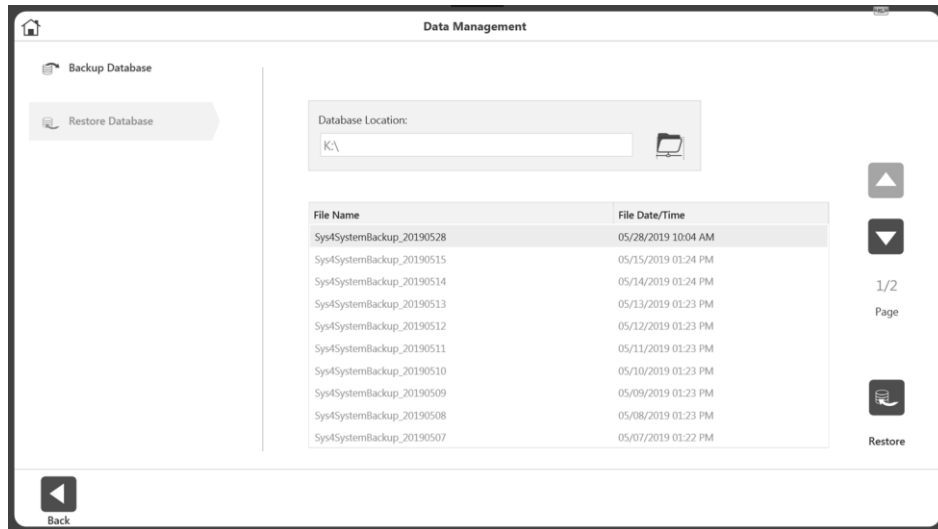 Data Management
Backup Database
Restore Database
Database Location:
K:\
File Name File Date/Time
Sys4SystemBackup_20190528 05/28/2019 10:04 AM
Sys4SystemBackup_20190515 05/15/2019 01:24 PM
Sys4SystemBackup_20190514 05/14/2019 01:24 PM
Sys4SystemBackup_20190513 05/13/2019 01:23 PM
Sys4SystemBackup_20190512 05/12/2019 01:23 PM
Sys4SystemBackup_20190511 05/11/2019 01:23 PM
Sys4SystemBackup_20190510 05/10/2019 01:23 PM
Sys4SystemBackup_20190509 05/09/2019 01:23 PM
Sys4SystemBackup_20190508 05/08/2019 01:23 PM
Sys4SystemBackup_20190507 05/07/2019 01:22 PM
1/2
Page
Restore
Back